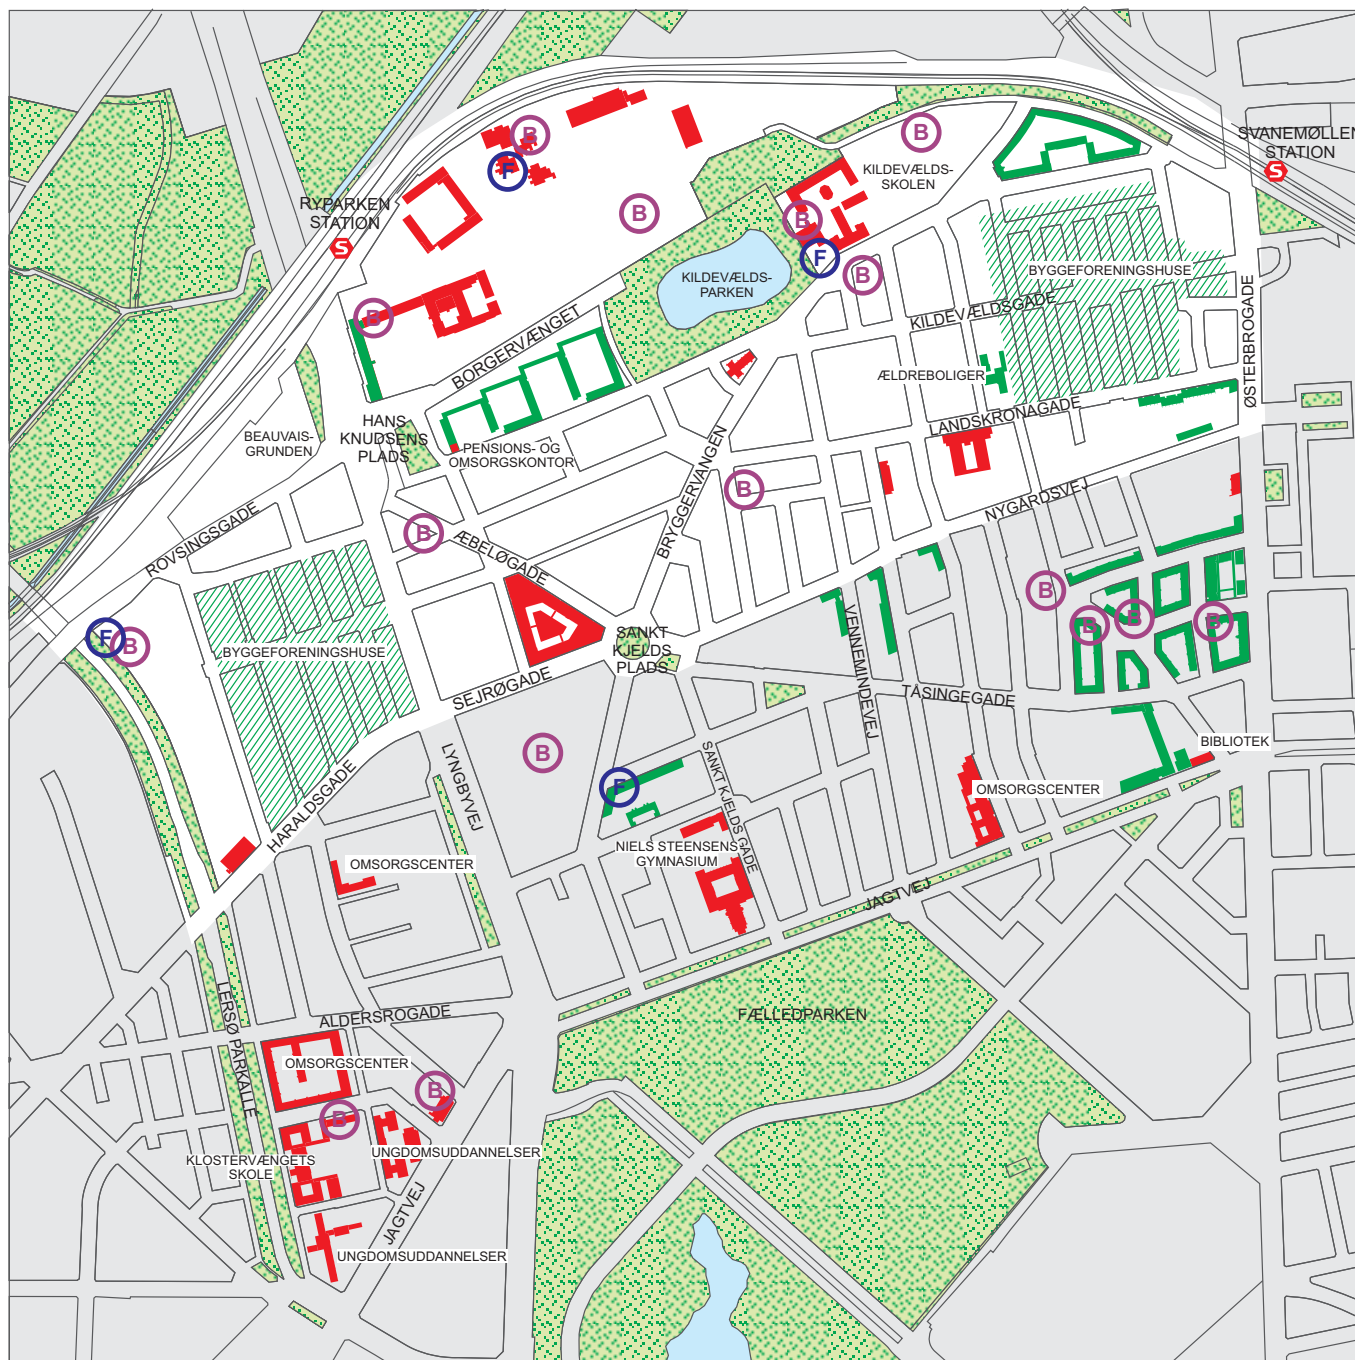 B
B
SVANEMØLLEN
STATION
S
F
KILDEVÆLDS-
SKOLEN
RYPARKEN
STATION
S
B
B
F
B
BYGGEFORENINGSHUSE
KILDEVÆLDS-
PARKEN
B
BORGERVÆNGET
KILDEVÆLDSGADE
ØSTERBROGADE
ÆLDREBOLIGER
LANDSKRONAGADE
HANS
KNUDSENS
PLADS
BEAUVAIS-
GRUNDEN
PENSIONS- OG
OMSORGSKONTOR
BRYGGERVANGEN
B
NYGÅRDSVEJ
ROVSINGSGADE
B
ÆBELØGADE
B
F
B
BYGGEFORENINGSHUSE
SANKT
KJELDS
PLADS
VENNEMINDEVEJ
B
B
B
SEJRØGADE
TÅSINGEGADE
LYNGBYVEJ
B
SANKT KJELDS GADE
BIBLIOTEK
HARALDSGADE
F
OMSORGSCENTER
OMSORGSCENTER
NIELS STEENSENS
GYMNASIUM
JAGTVEJ
LERSØ PARKALLÉ
ALDERSROGADE
FÆLLEDPARKEN
OMSORGSCENTER
B
B
KLOSTERVÆNGETS
SKOLE
UNGDOMSUDDANNELSER
JAGTVEJ
UNGDOMSUDDANNELSER